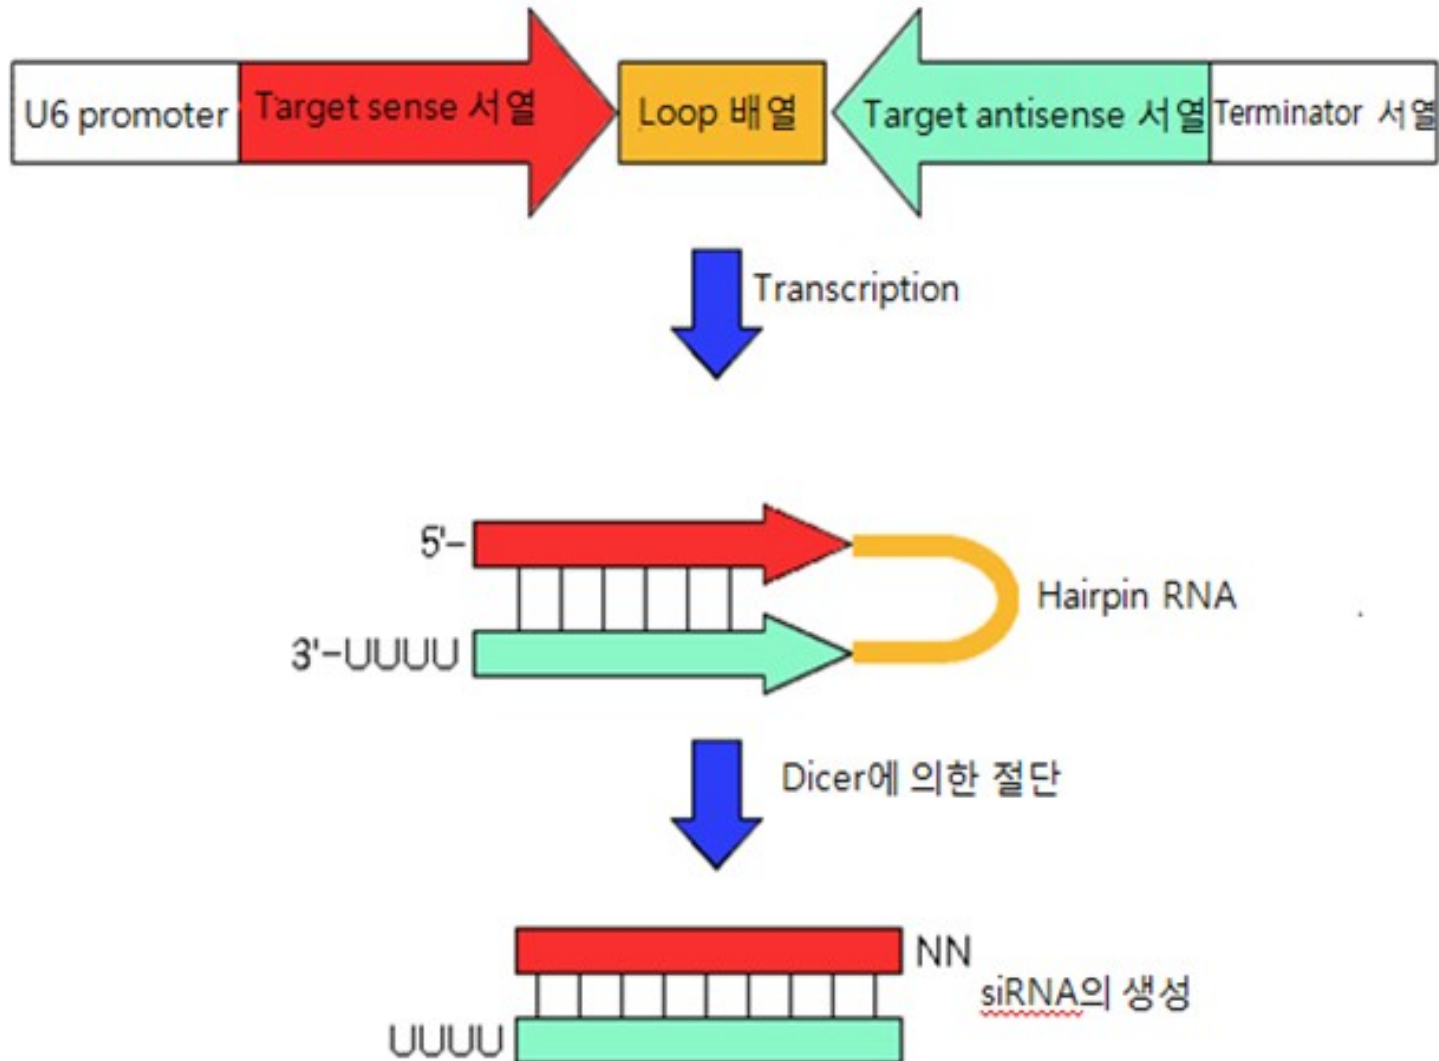 U6 promoter Target sense 서열 Loop 배열 Target antisense 서열 Terminator 서열
Transcription
5'-
Hairpin RNA
3'-UUUU
Dicer에 의한 절단
NN
siRNA의 생성
UUUU